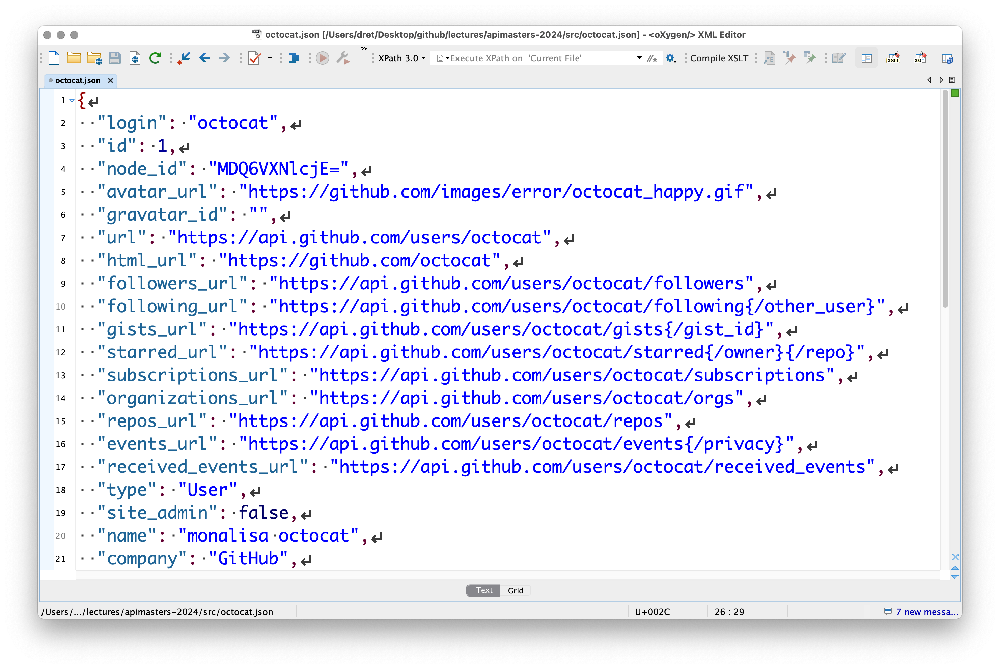 octocat.json [/Users/dret/Desktop/github/lectures/apimasters-2024/src/octocat.json] - <oXygen/> XML Editor
XPath 3.0 Execute XPath on 'Current File' Compile XSLT XSLT XQ
octocat.json
1 {
2 "login": "octocat",
3 "id": 1,
4 "node_id": "MDQ6VXNlcjE=",
5 "avatar_url": "https://github.com/images/error/octocat_happy.gif",
6 "gravatar_id": "",
7 "url": "https://api.github.com/users/octocat",
8 "html_url": "https://github.com/octocat",
9 "followers_url": "https://api.github.com/users/octocat/followers",
10 "following_url": "https://api.github.com/users/octocat/following{/other_user}",
11 "gists_url": "https://api.github.com/users/octocat/gists{/gist_id}",
12 "starred_url": "https://api.github.com/users/octocat/starred{/owner}{/repo}",
13 "subscriptions_url": "https://api.github.com/users/octocat/subscriptions",
14 "organizations_url": "https://api.github.com/users/octocat/orgs",
15 "repos_url": "https://api.github.com/users/octocat/repos",
16 "events_url": "https://api.github.com/users/octocat/events{/privacy}",
17 "received_events_url": "https://api.github.com/users/octocat/received_events",
18 "type": "User",
19 "site_admin": false,
20 "name": "monalisa octocat",
21 "company": "GitHub",
Text Grid
/Users/.../lectures/apimasters-2024/src/octocat.json U+002C 26 : 29 7 new messa...